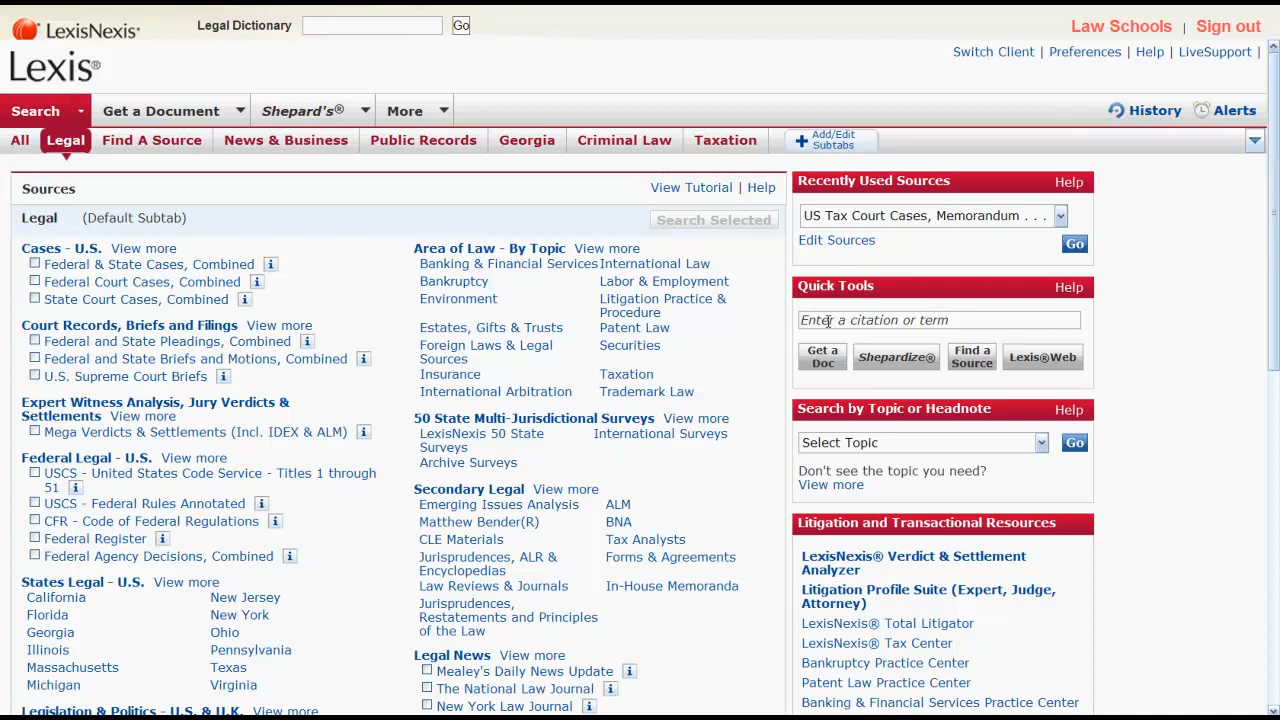 LexisNexis® Legal Dictionary Go Law Schools | Sign out
Lexis® Switch Client | Preferences | Help | LiveSupport |
Search Get a Document Shepard's® More History Alerts
All Legal Find A Source News & Business Public Records Georgia Criminal Law Taxation Add/Edit Subtabs
Sources View Tutorial | Help
Legal (Default Subtab) Search Selected
Cases - U.S. View more
Federal & State Cases, Combined
Federal Court Cases, Combined
State Court Cases, Combined
Court Records, Briefs and Filings View more
Federal and State Pleadings, Combined
Federal and State Briefs and Motions, Combined
U.S. Supreme Court Briefs
Expert Witness Analysis, Jury Verdicts &
Settlements View more
Mega Verdicts & Settlements (Incl. IDEX & ALM)
Federal Legal - U.S. View more
USCS - United States Code Service - Titles 1 through
51
USCS - Federal Rules Annotated
CFR - Code of Federal Regulations
Federal Register
Federal Agency Decisions, Combined
States Legal - U.S. View more
California New Jersey
Florida New York
Georgia Ohio
Illinois Pennsylvania
Massachusetts Texas
Michigan Virginia
Legislation & Politics - U.S. & U.K. View more
Area of Law - By Topic View more
Banking & Financial Services International Law
Bankruptcy Labor & Employment
Environment Litigation Practice &
Procedure
Estates, Gifts & Trusts Patent Law
Foreign Laws & Legal Securities
Sources
Insurance Taxation
International Arbitration Trademark Law
50 State Multi-Jurisdictional Surveys View more
LexisNexis 50 State International Surveys
Surveys
Archive Surveys
Secondary Legal View more
Emerging Issues Analysis ALM
Matthew Bender(R) BNA
CLE Materials Tax Analysts
Jurisprudences, ALR & Forms & Agreements
Encyclopedias
Law Reviews & Journals In-House Memoranda
Jurisprudences,
Restatements and Principles
of the Law
Legal News View more
Mealey's Daily News Update
The National Law Journal
New York Law Journal
Recently Used Sources Help
US Tax Court Cases, Memorandum . . .
Edit Sources Go
Quick Tools Help
Enter a citation or term
Get a Doc Shepardize® Find a Source Lexis®Web
Search by Topic or Headnote Help
Select Topic Go
Don't see the topic you need?
View more
Litigation and Transactional Resources
LexisNexis® Verdict & Settlement
Analyzer
Litigation Profile Suite (Expert, Judge,
Attorney)
LexisNexis® Total Litigator
LexisNexis® Tax Center
Bankruptcy Practice Center
Patent Law Practice Center
Banking & Financial Services Practice Center